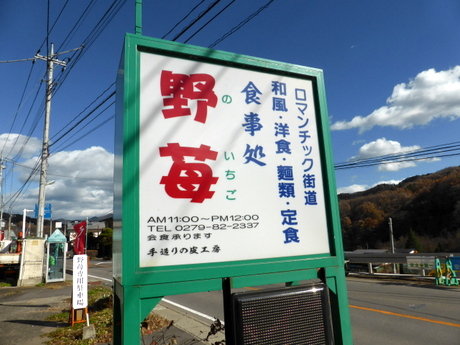 ロマンチック街道
和風・洋食・麺類・定食
食事処
野苺
の いちご
AM11:00～PM12:00
TEL 0279-82-2337
会食承ります
手造りの炭工房